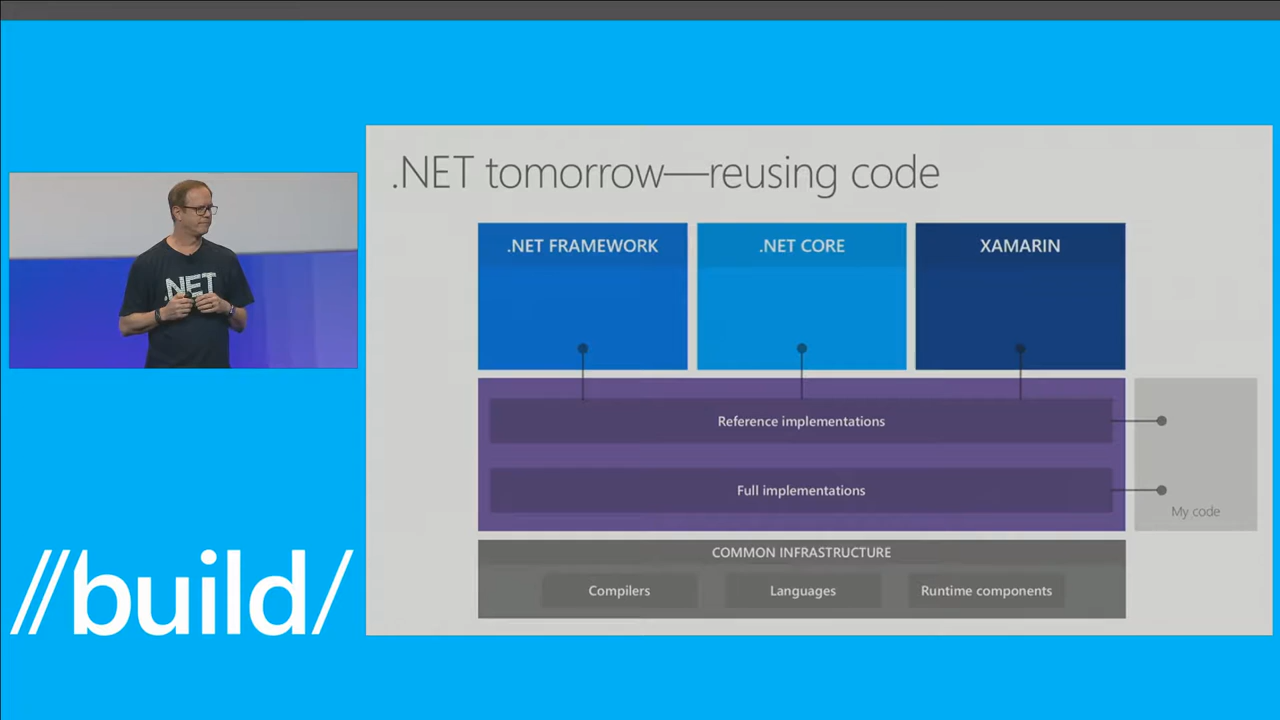 .NET tomorrow—reusing code
.NET FRAMEWORK
.NET CORE
XAMARIN
.NET
Reference implementations
Full implementations
My code
COMMON INFRASTRUCTURE
Compilers
Languages
Runtime components
//build/